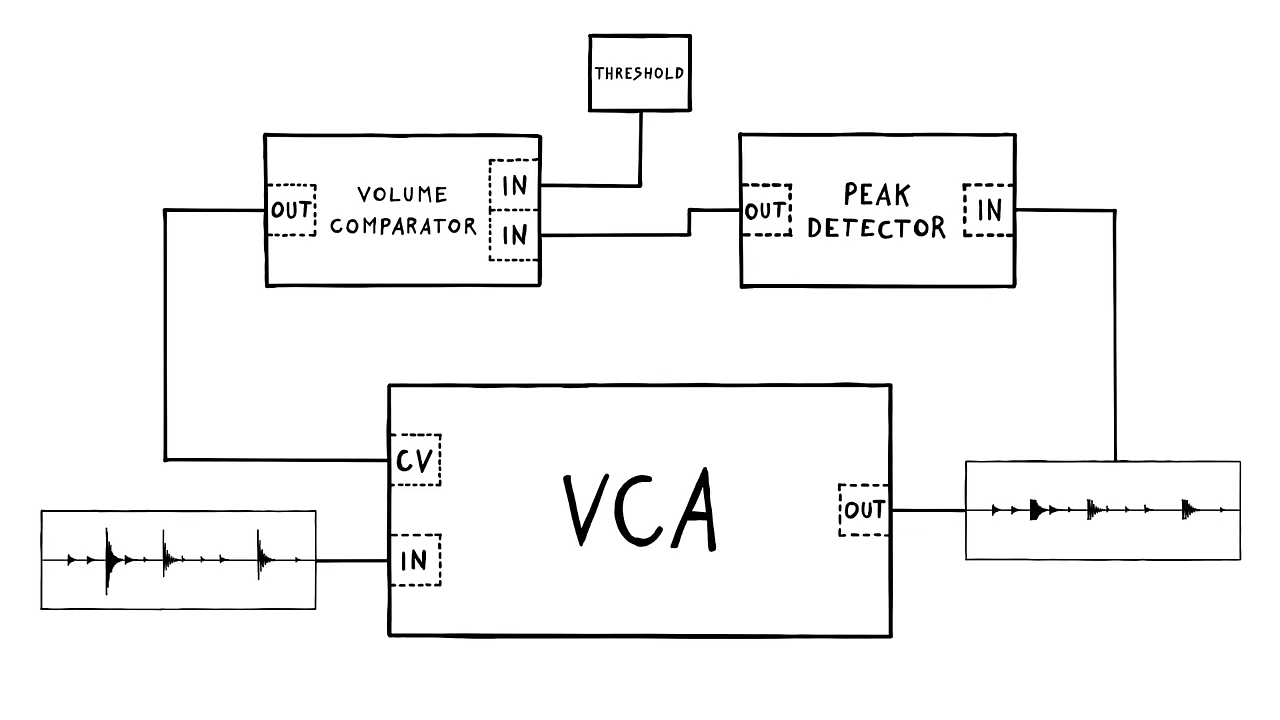 THRESHOLD
OUT
VOLUME
COMPARATOR
IN
IN
OUT
PEAK
DETECTOR
IN
CV
IN
VCA
OUT